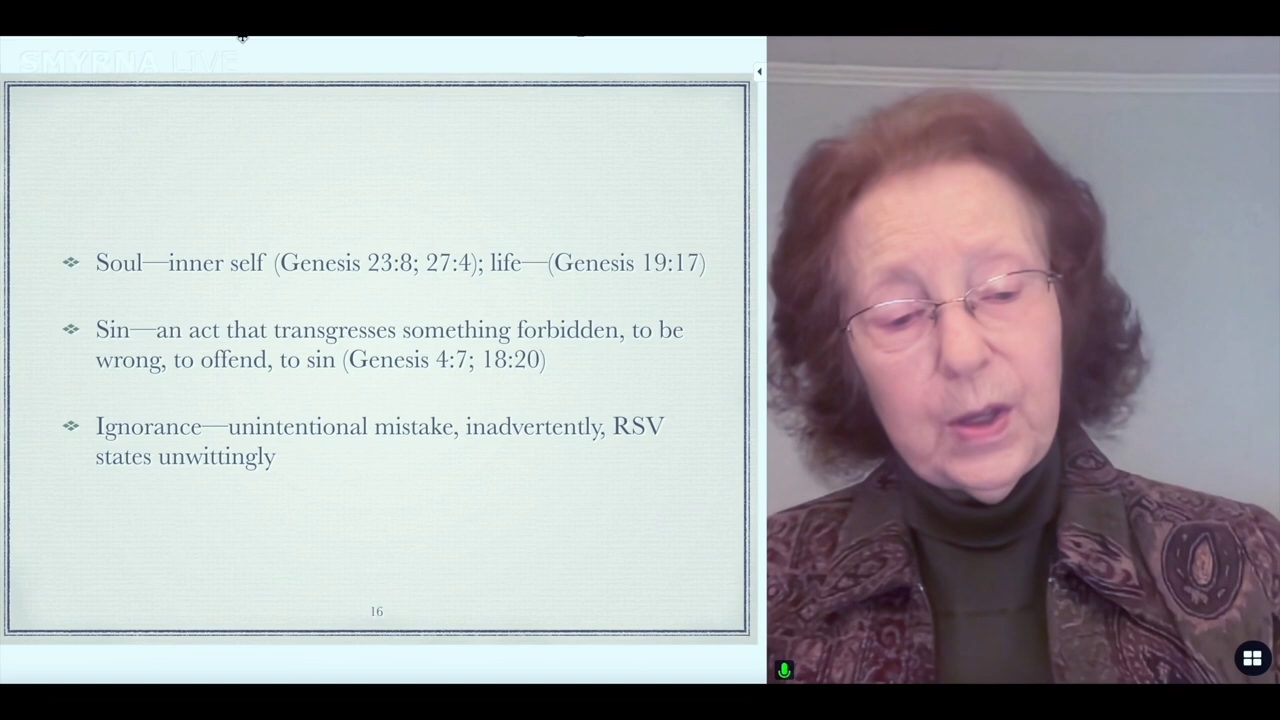 SMYRNA LIVE
Soul—inner self (Genesis 23:8; 27:4); life—(Genesis 19:17)
Sin—an act that transgresses something forbidden, to be
wrong, to offend, to sin (Genesis 4:7; 18:20)
Ignorance—unintentional mistake, inadvertently, RSV
states unwittingly
16